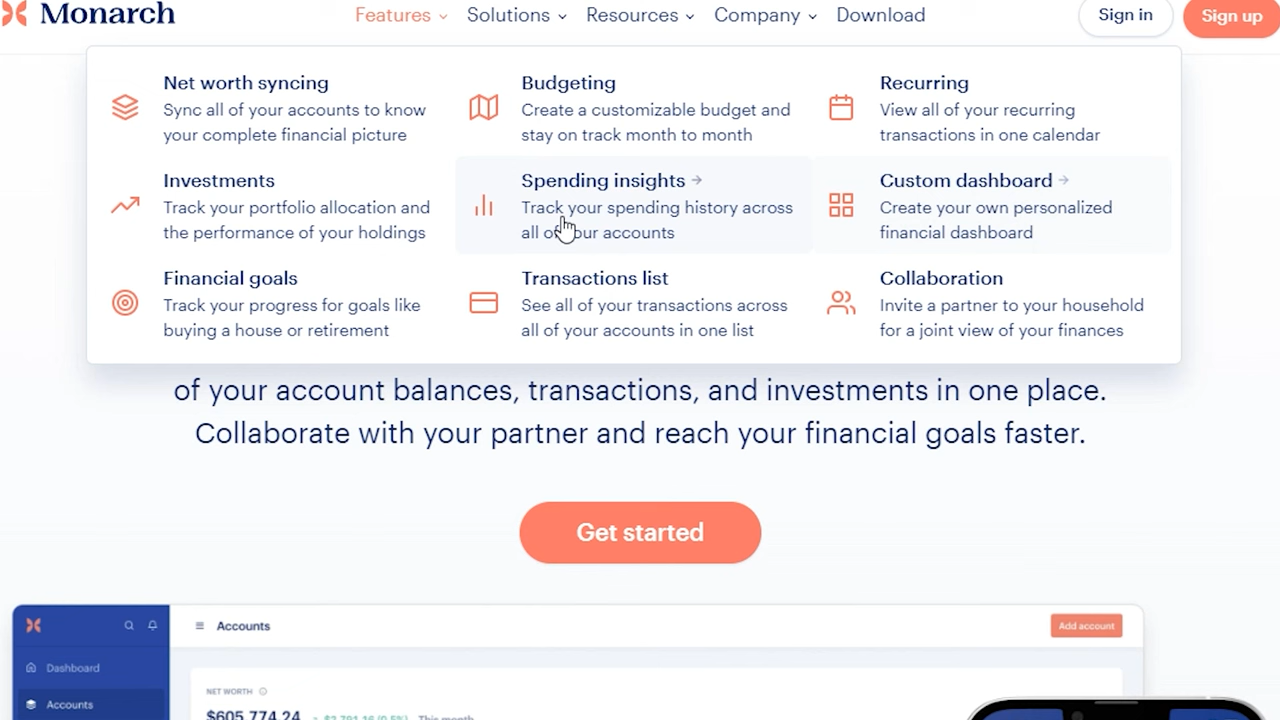 Monarch
Features
Solutions
Resources
Company
Download
Sign in
Sign up
Net worth syncing
Sync all of your accounts to know
your complete financial picture
Budgeting
Create a customizable budget and
stay on track month to month
Recurring
View all of your recurring
transactions in one calendar
Investments
Track your portfolio allocation and
the performance of your holdings
Spending insights →
Track your spending history across
all of your accounts
Custom dashboard →
Create your own personalized
financial dashboard
Financial goals
Track your progress for goals like
buying a house or retirement
Transactions list
See all of your transactions across
all of your accounts in one list
Collaboration
Invite a partner to your household
for a joint view of your finances
of your account balances, transactions, and investments in one place.
Collaborate with your partner and reach your financial goals faster.
Get started
Accounts
Add account
Dashboard
Accounts
NET WORTH
$605,774.24
$2,791.16 (0.5%) This month